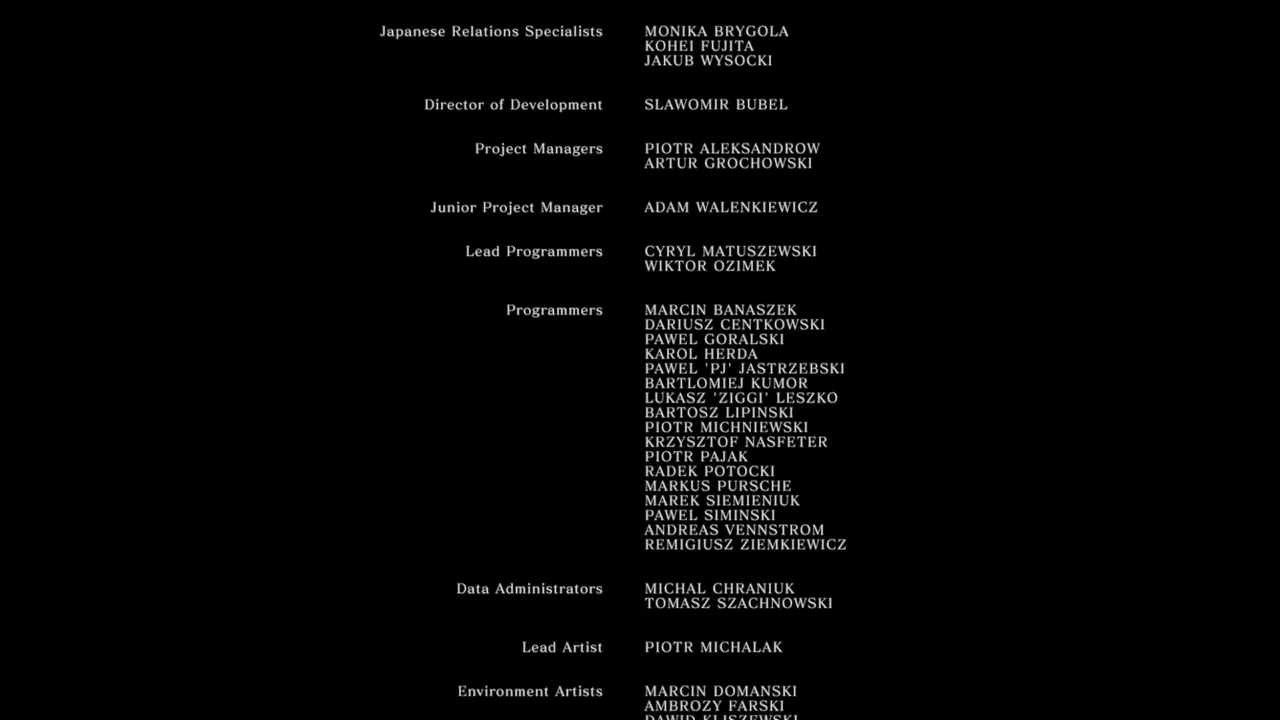 Japanese Relations Specialists MONIKA BRYGOLA
KOHEI FUJITA
JAKUB WYSOCKI
Director of Development SLAWOMIR BUBEL
Project Managers PIOTR ALEKSANDROW
ARTUR GROCHOWSKI
Junior Project Manager ADAM WALENKIEWICZ
Lead Programmers CYRYL MATUSZEWSKI
WIKTOR OZIMEK
Programmers MARCIN BANASZEK
DARIUSZ CENTKOWSKI
PAWEL GORALSKI
KAROL HERDA
PAWEL 'PJ' JASTRZEBSKI
BARTLOMIEJ KUMOR
LUKASZ 'ZIGGI' LESZKO
BARTOSZ LIPINSKI
PIOTR MICHNIEWSKI
KRZYSZTOF NASFETER
PIOTR PAJAK
RADEK POTOCKI
MARKUS PURSCHE
MAREK SIEMIENIUK
PAWEL SIMINSKI
ANDREAS VENNSTROM
REMIGIUSZ ZIEMKIEWICZ
Data Administrators MICHAL CHRANIUK
TOMASZ SZACHNOWSKI
Lead Artist PIOTR MICHALAK
Environment Artists MARCIN DOMANSKI
AMBROZY FARSKI
DAWID KLISZEWSKI